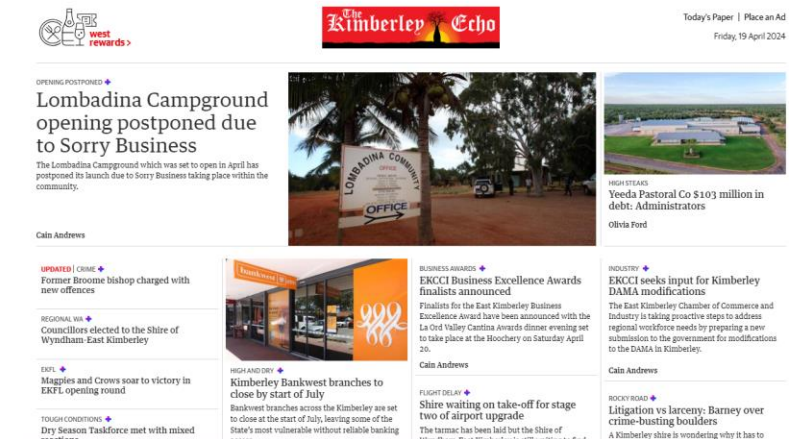 west
rewards >
The
Kimberley Echo
Today's Paper | Place an Ad
Friday, 19 April 2024
OPENING POSTPONED
Lombadina Campground
opening postponed due
to Sorry Business
The Lombadina Campground which was set to open in April has
postponed its launch due to Sorry Business taking place within the
community.
Cain Andrews
LOMBADINA COMMUNITY
OFFICE
OFFICE
HIGH STEAKS
Yeeda Pastoral Co $103 million in
debt: Administrators
Olivia Ford
UPDATED | CRIME
Former Broome bishop charged with
new offences
REGIONAL WA
Councillors elected to the Shire of
Wyndham-East Kimberley
EKFL
Magpies and Crows soar to victory in
EKFL opening round
TOUGH CONDITIONS
Dry Season Taskforce met with mixed
reactions
bankwest
HIGH AND DRY
Kimberley Bankwest branches to
close by start of July
Bankwest branches across the Kimberley are set
to close at the start of July, leaving some of the
State's most vulnerable without reliable banking
BUSINESS AWARDS
EKCCI Business Excellence Awards
finalists announced
Finalists for the East Kimberley Business
Excellence Award have been announced with the
La Ord Valley Cantina Awards dinner evening set
to take place at the Hoochery on Saturday April
20.
Cain Andrews
FLIGHT DELAY
Shire waiting on take-off for stage
two of airport upgrade
The tarmac has been laid but the Shire of
INDUSTRY
EKCCI seeks input for Kimberley
DAMA modifications
The East Kimberley Chamber of Commerce and
Industry is taking proactive steps to address
regional workforce needs by preparing a new
submission to the government for modifications
to the DAMA in Kimberley.
Cain Andrews
ROCKY ROAD
Litigation vs larceny: Barney over
crime-busting boulders
A Kimberley shire is wondering why it has to